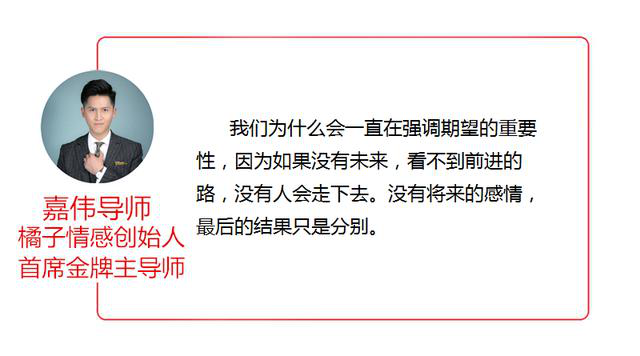 我们为什么会一直在强调期望的重要
性，因为如果没有未来，看不到前进的
路，没有人会走下去。没有将来的感情，
最后的结果只是分别。
嘉伟导师
橘子情感创始人
首席金牌主导师